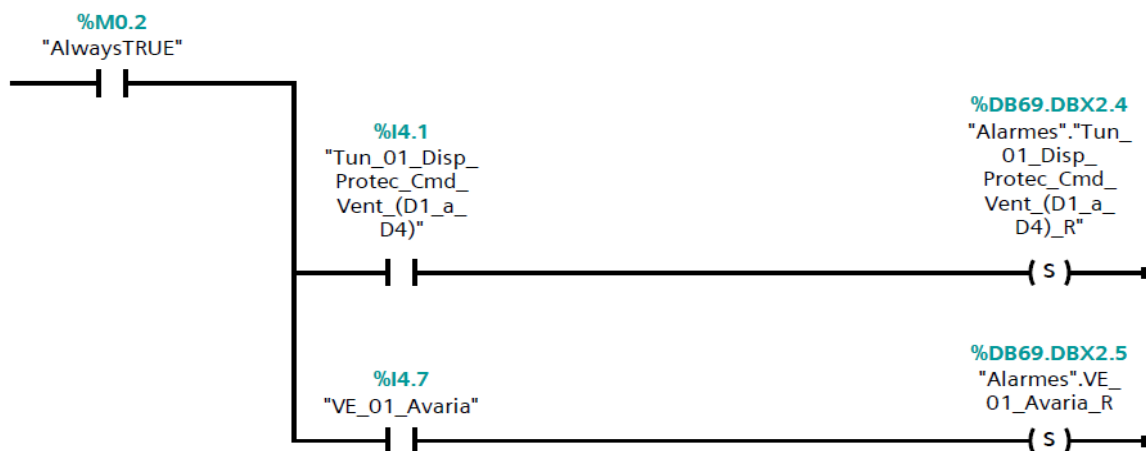 %M0.2
"AlwaysTRUE"
%I4.1
"Tun_01_Disp_
Protec_Cmd_
Vent_(D1_a_
D4)"
%DB69.DBX2.4
"Alarmes"."Tun_
01_Disp_
Protec_Cmd_
Vent_(D1_a_
D4)_R"
S
%I4.7
"VE_01_Avaria"
%DB69.DBX2.5
"Alarmes".VE_
01_Avaria_R
S